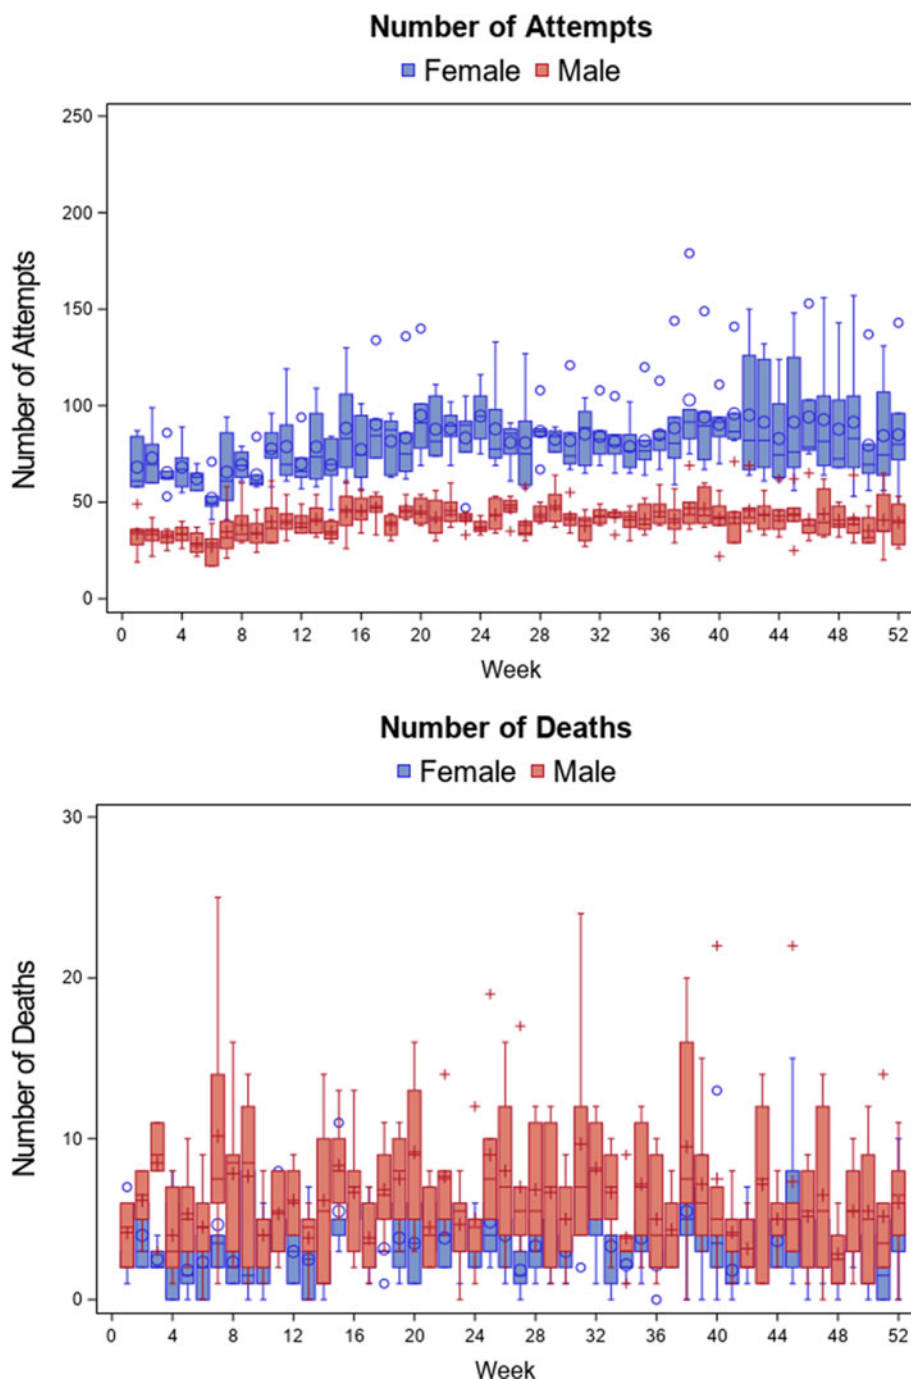 Number of Attempts
Female Male
250
200
150
100
50
0
Number of Attempts
0 4 8 12 16 20 24 28 32 36 40 44 48 52
Week
Number of Deaths
Female Male
30
20
10
0
Number of Deaths
0 4 8 12 16 20 24 28 32 36 40 44 48 52
Week